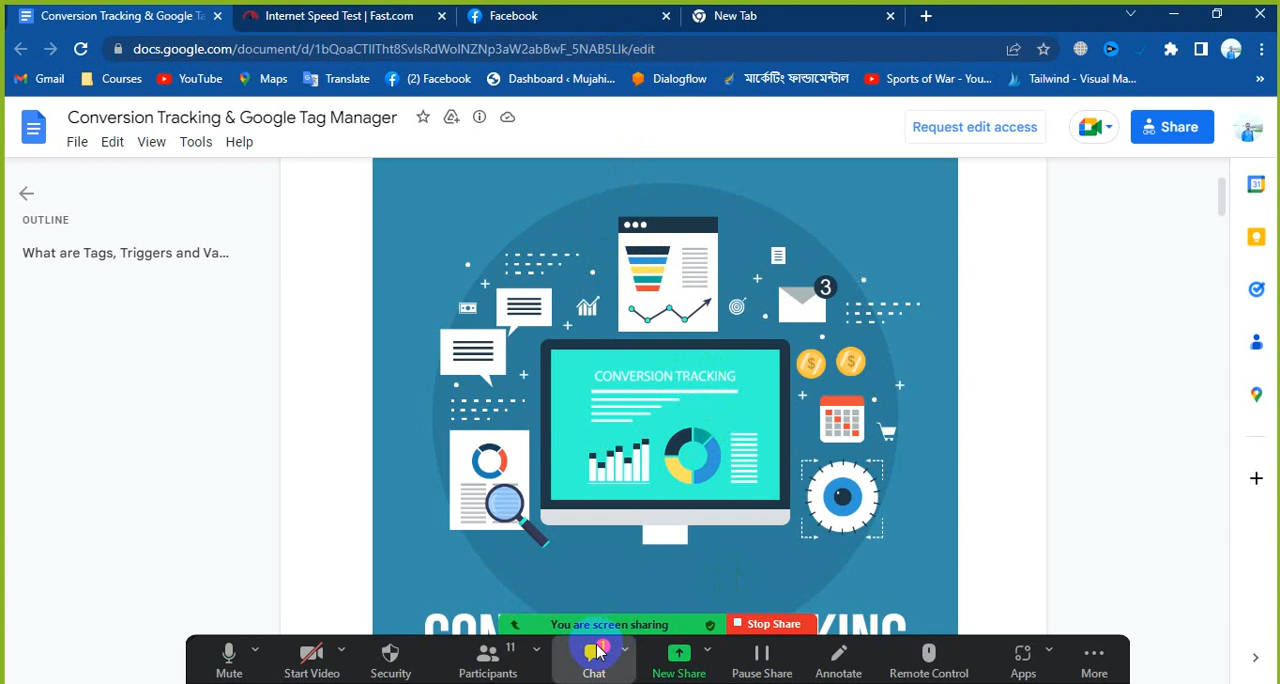 Conversion Tracking & Google Ta
Internet Speed Test | Fast.com
Facebook
New Tab
docs.google.com/document/d/1bQoaCTIlTht8SvIsRdWolNZNp3aW2abBwF_5NAB5LIk/edit
Gmail
Courses
YouTube
Maps
Translate
(2) Facebook
Dashboard ‹ Mujahi...
Dialogflow
মার্কেটিং ফান্ডামেন্টাল
Sports of War - You...
Tailwind - Visual Ma...
Conversion Tracking & Google Tag Manager
File Edit View Tools Help
Request edit access
Share
31
OUTLINE
What are Tags, Triggers and Va...
3
CONVERSION TRACKING
You are screen sharing
Stop Share
11
Mute
Start Video
Security
Participants
Chat
New Share
Pause Share
Annotate
Remote Control
Apps
More